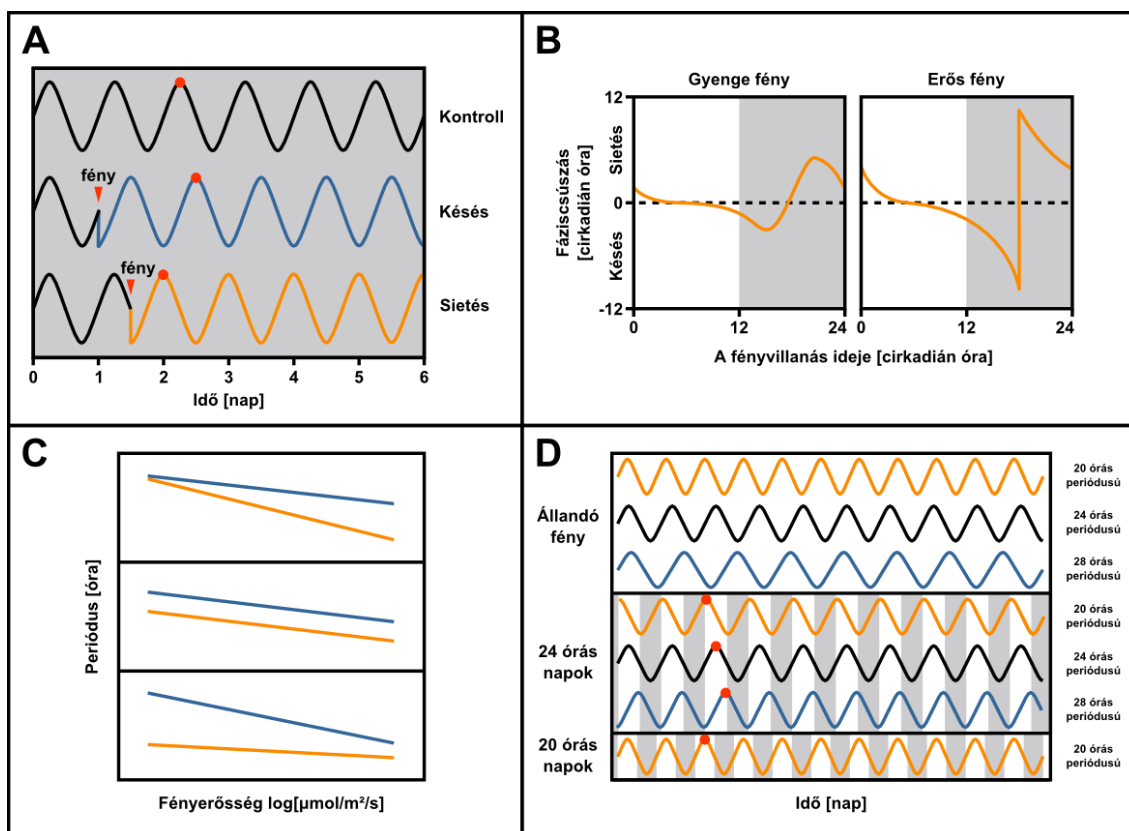 A
Kontroll
fény
Késés
fény
Sietés
0 1 2 3 4 5 6
Idő [nap]
B
Gyenge fény
Erős fény
12
0
-12
Fáziscsúszás
[cirkadián óra]
Sietés
Késés
0 12 24
0 12 24
A fényvillanás ideje [cirkadián óra]
C
Periódus [óra]
Fényerősség log[µmol/m²/s]
D
Állandó
fény
20 órás
periódusú
24 órás
periódusú
28 órás
periódusú
24 órás
napok
20 órás
periódusú
24 órás
periódusú
28 órás
periódusú
20 órás
napok
20 órás
periódusú
Idő [nap]